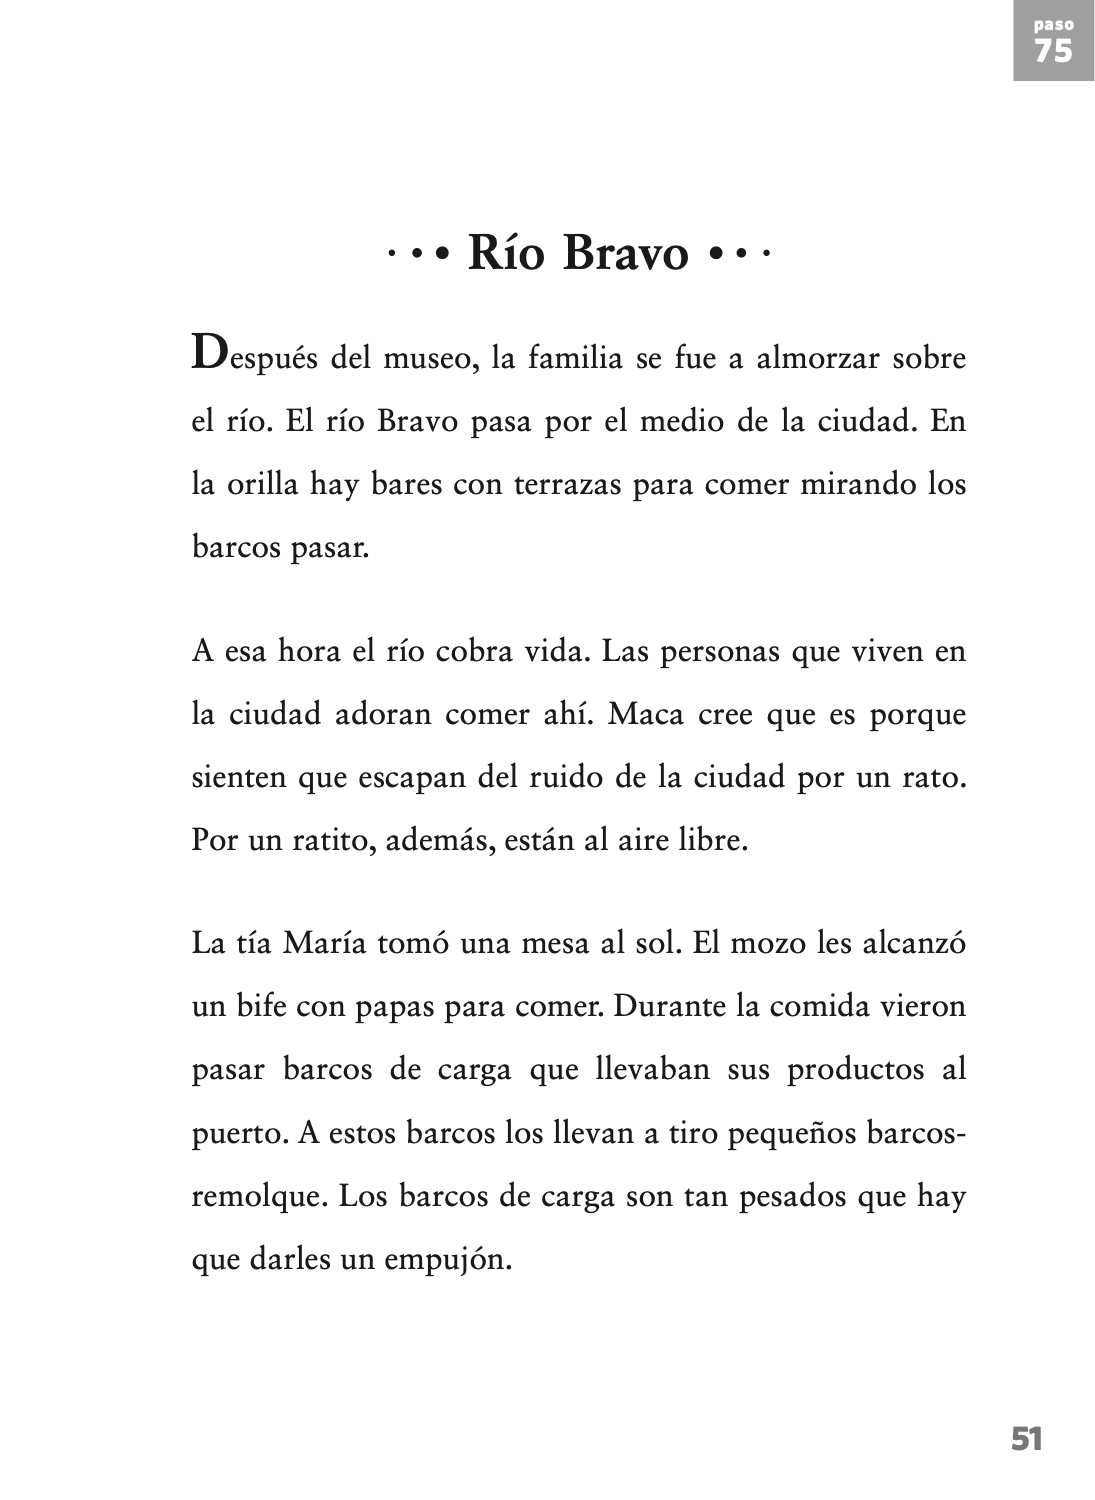 paso
75
· • • Río Bravo • • ·
Después del museo, la familia se fue a almorzar sobre
el río. El río Bravo pasa por el medio de la ciudad. En
la orilla hay bares con terrazas para comer mirando los
barcos pasar.
A esa hora el río cobra vida. Las personas que viven en
la ciudad adoran comer ahí. Maca cree que es porque
sienten que escapan del ruido de la ciudad por un rato.
Por un ratito, además, están al aire libre.
La tía María tomó una mesa al sol. El mozo les alcanzó
un bife con papas para comer. Durante la comida vieron
pasar barcos de carga que llevaban sus productos al
puerto. A estos barcos los llevan a tiro pequeños barcos-
remolque. Los barcos de carga son tan pesados que hay
que darles un empujón.
51